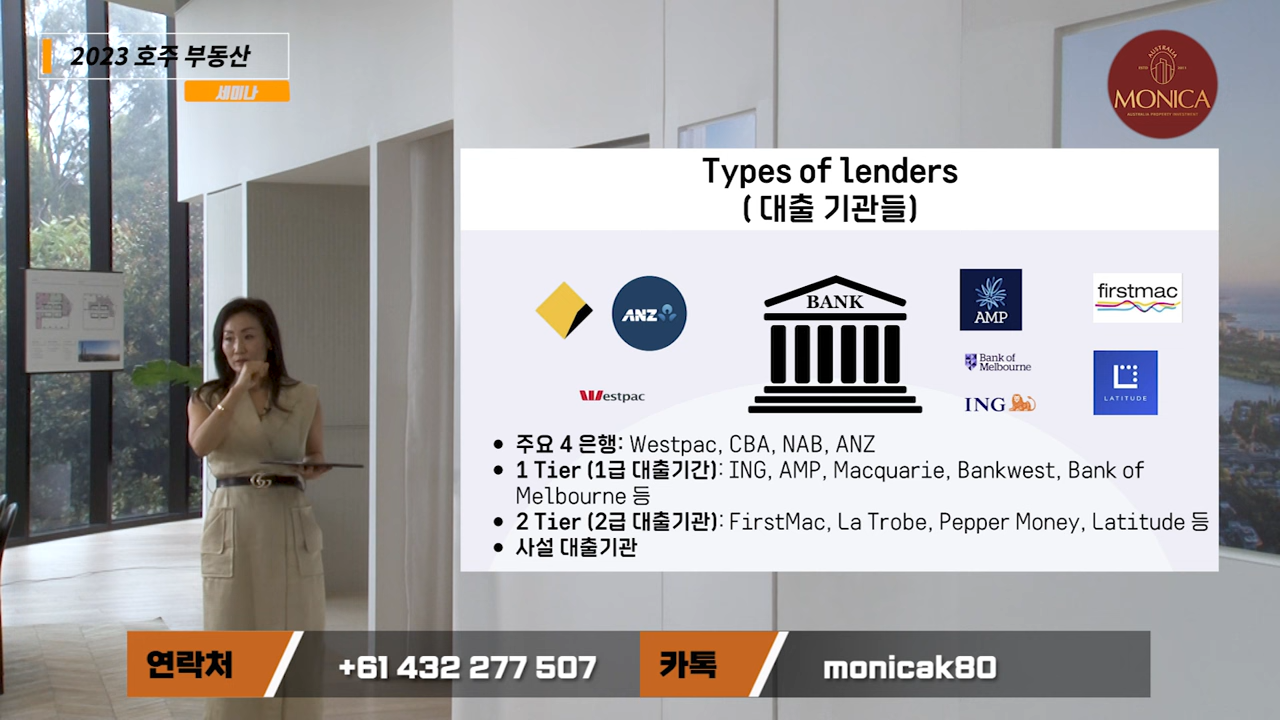 2023 호주 부동산
세미나
AUSTRALIA
MONICA
AUSTRALIA PROPERTY INVESTMENT
Types of lenders
( 대출 기관들)
ANZ
Westpac
BANK
AMP
Bank of
Melbourne
ING
firstmac
LATITUDE
• 주요 4 은행: Westpac, CBA, NAB, ANZ
• 1 Tier (1급 대출기간): ING, AMP, Macquarie, Bankwest, Bank of
Melbourne 등
• 2 Tier (2급 대출기관): FirstMac, La Trobe, Pepper Money, Latitude 등
• 사설 대출기관
연락처
+61 432 277 507
카톡
monicak80